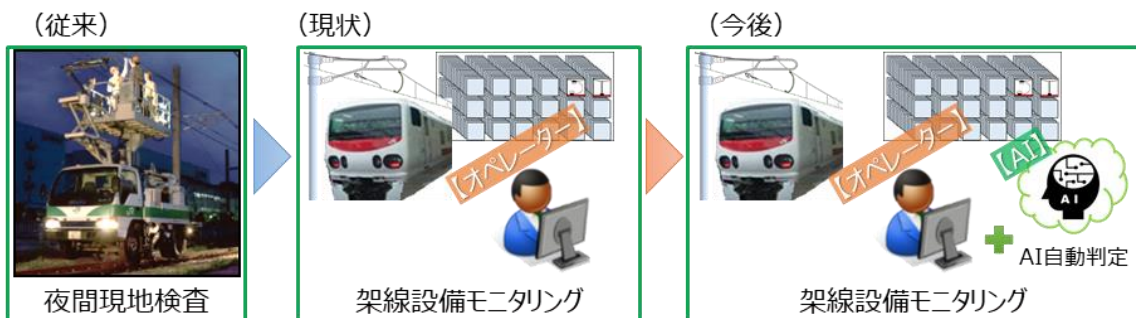 （従来）
（現状）
（今後）
【オペレーター】
【オペレーター】
【AI】
AI
AI自動判定
夜間現地検査
架線設備モニタリング
架線設備モニタリング